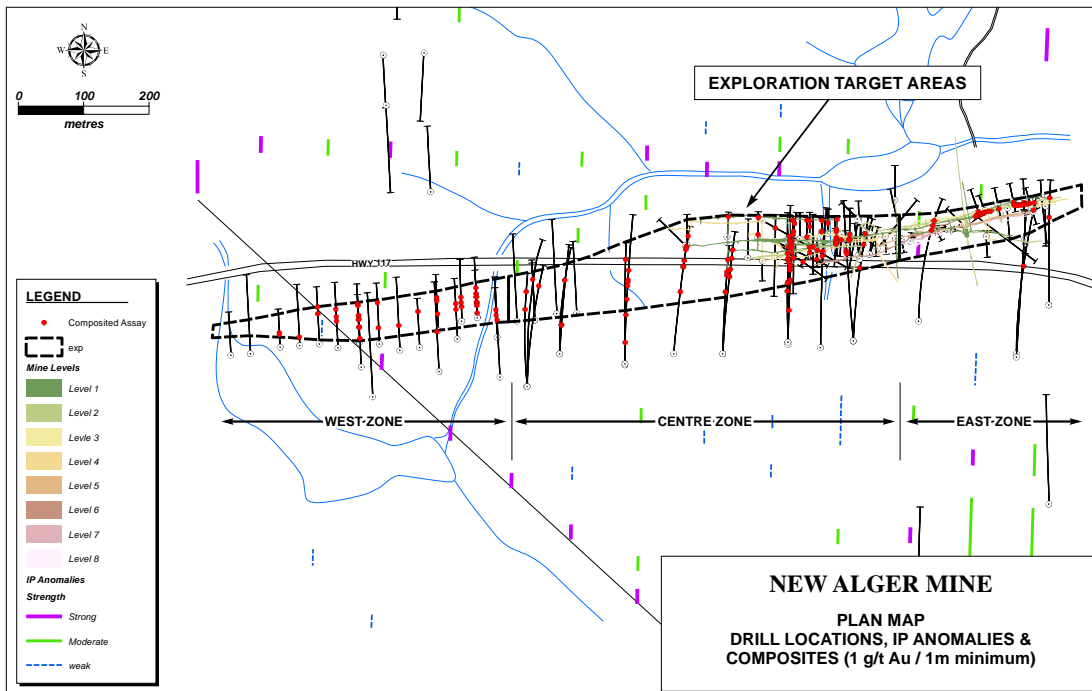 N
W E
S
0 100 200
metres
EXPLORATION TARGET AREAS
HWY 117
LEGEND
Composited Assay
exp
Mine Levels
Level 1
Level 2
Levle 3
Level 4
Level 5
Level 6
Level 7
Level 8
IP Anomalies
Strength
Strong
Moderate
weak
WEST ZONE CENTRE ZONE EAST ZONE
NEW ALGER MINE
PLAN MAP
DRILL LOCATIONS, IP ANOMALIES &
COMPOSITES (1 g/t Au / 1m minimum)